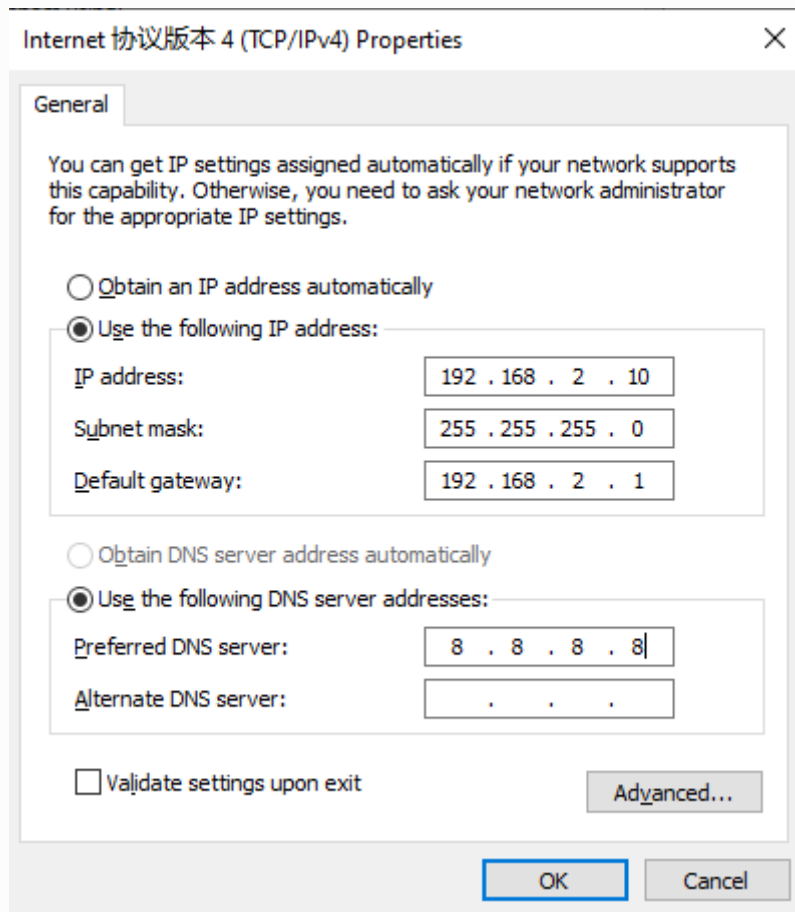 Internet 协议版本 4 (TCP/IPv4) Properties
General
You can get IP settings assigned automatically if your network supports
this capability. Otherwise, you need to ask your network administrator
for the appropriate IP settings.
Obtain an IP address automatically
Use the following IP address:
IP address: 192 . 168 . 2 . 10
Subnet mask: 255 . 255 . 255 . 0
Default gateway: 192 . 168 . 2 . 1
Obtain DNS server address automatically
Use the following DNS server addresses:
Preferred DNS server: 8 . 8 . 8 . 8
Alternate DNS server: . . .
Validate settings upon exit
Advanced...
OK Cancel